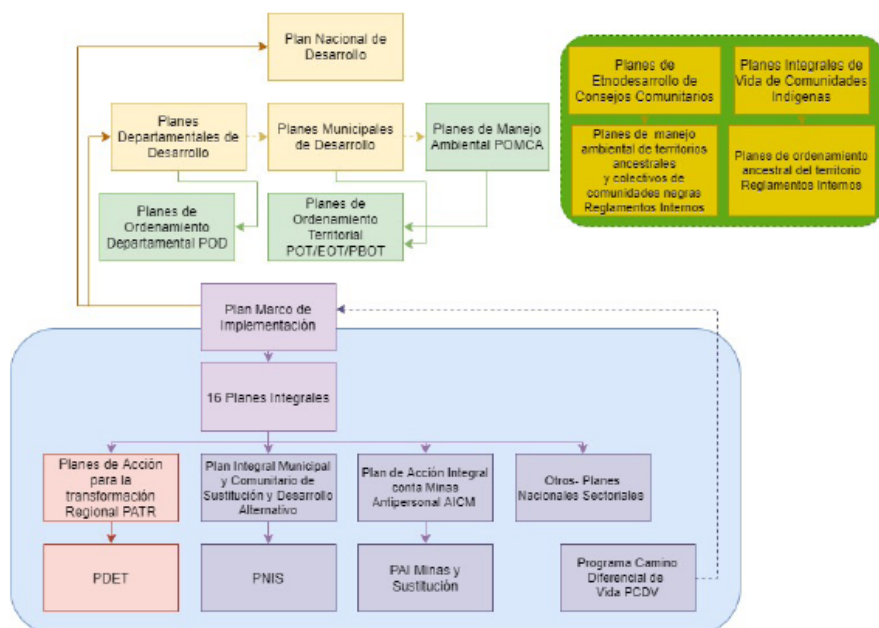 Plan Nacional de
Desarrollo
Planes
Departamentales de
Desarrollo
Planes Municipales
de Desarrollo
Planes de Manejo
Ambiental POMCA
Planes de
Ordenamiento
Departamental POD
Planes de
Ordenamiento
Territorial
POT/EOT/PBOT
Planes de
Etnodesarrollo de
Consejos Comunitarios
Planes Integrales de
Vida de Comunidades
Indígenas
Planes de manejo
ambiental de territorios
ancestrales
y colectivos de
comunidades negras
Reglamentos Internos
Planes de ordenamiento
ancestral del territorio
Reglamentos Internos
Plan Marco de
Implementación
16 Planes Integrales
Planes de Acción
para la
transformación
Regional PATR
Plan Integral Municipal
y Comunitario de
Sustitución y Desarrollo
Alternativo
Plan de Acción Integral
conta Minas
Antipersonal AICM
Otros- Planes
Nacionales Sectoriales
PDET
PNIS
PAI Minas y
Sustitución
Programa Camino
Diferencial de
Vida PCDV